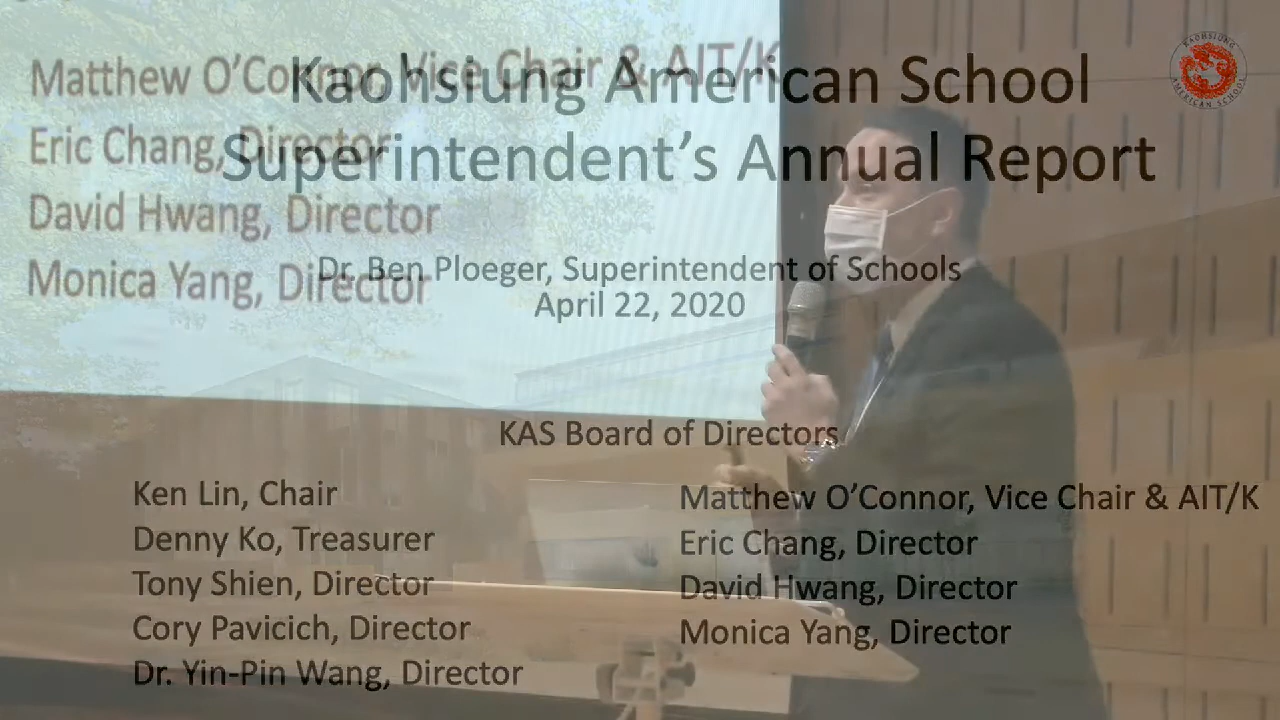 Kaohsiung American School
Superintendent's Annual Report
Dr. Ben Ploeger, Superintendent of Schools
April 22, 2020
KAS Board of Directors
Ken Lin, Chair
Denny Ko, Treasurer
Tony Shien, Director
Cory Pavicich, Director
Dr. Yin-Pin Wang, Director
Matthew O'Connor, Vice Chair & AIT/K
Eric Chang, Director
David Hwang, Director
Monica Yang, Director
Matthew O'Connor, Vice Chair & AIT/K
Eric Chang, Director
David Hwang, Director
Monica Yang, Director
KAOHSIUNG
AMERICAN SCHOOL